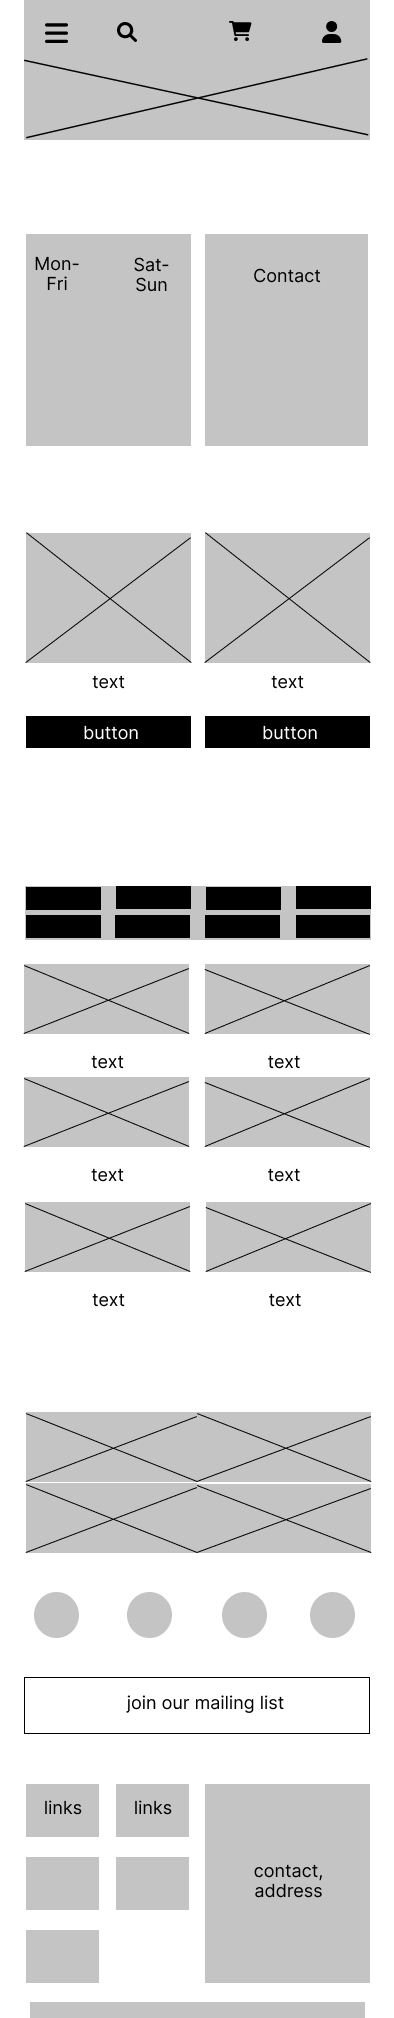 Mon-
Fri
Sat-
Sun
Contact
text
text
button
button
text
text
text
text
text
text
join our mailing list
links
links
contact,
address